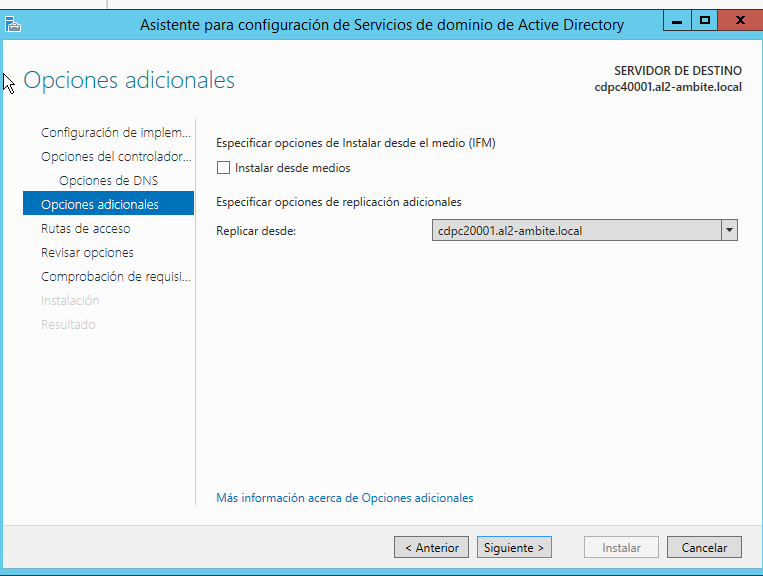 Asistente para configuración de Servicios de dominio de Active Directory
Opciones adicionales
SERVIDOR DE DESTINO
cdpc40001.al2-ambite.local
Configuración de implem...
Opciones del controlador...
Opciones de DNS
Opciones adicionales
Rutas de acceso
Revisar opciones
Comprobación de requisi...
Instalación
Resultado
Especificar opciones de Instalar desde el medio (IFM)
Instalar desde medios
Especificar opciones de replicación adicionales
Replicar desde:
cdpc20001.al2-ambite.local
Más información acerca de Opciones adicionales
< Anterior
Siguiente >
Instalar
Cancelar